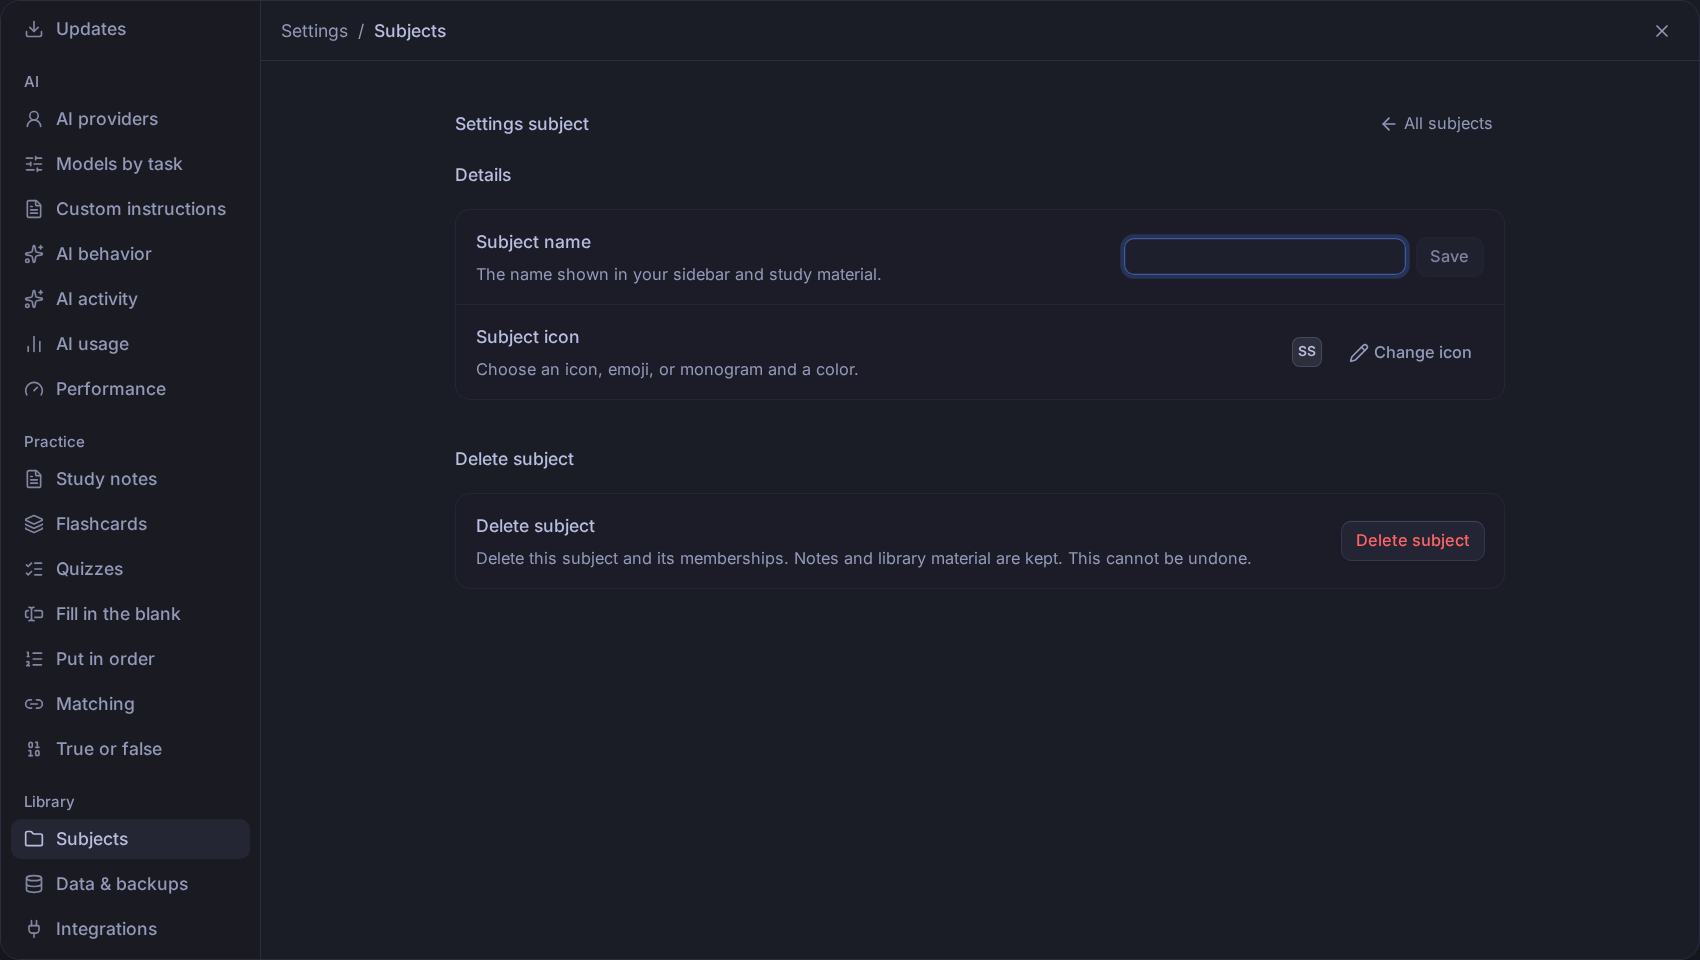 Updates
AI
AI providers
Models by task
Custom instructions
AI behavior
AI activity
AI usage
Performance
Practice
Study notes
Flashcards
Quizzes
Fill in the blank
Put in order
Matching
True or false
Library
Subjects
Data & backups
Integrations
Settings / Subjects
Settings subject
All subjects
Details
Subject name
The name shown in your sidebar and study material.
Save
Subject icon
Choose an icon, emoji, or monogram and a color.
SS
Change icon
Delete subject
Delete subject
Delete this subject and its memberships. Notes and library material are kept. This cannot be undone.
Delete subject